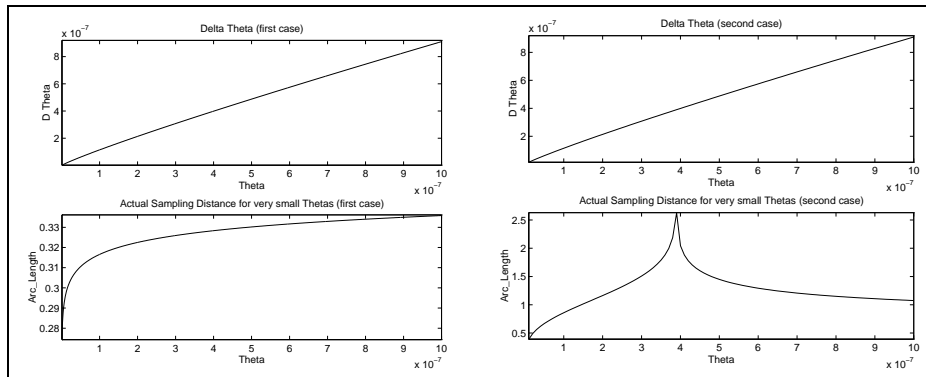 Delta Theta (first case)
x 10^-7
D Theta
8
6
4
2
1 2 3 4 5 6 7 8 9 10
Theta
x 10^-7
Actual Sampling Distance for very small Thetas (first case)
Arc_Length
0.33
0.32
0.31
0.3
0.29
0.28
1 2 3 4 5 6 7 8 9 10
Theta
x 10^-7
Delta Theta (second case)
x 10^-7
D Theta
8
6
4
2
1 2 3 4 5 6 7 8 9 10
Theta
x 10^-7
Actual Sampling Distance for very small Thetas (second case)
Arc_Length
2.5
2
1.5
1
0.5
1 2 3 4 5 6 7 8 9 10
Theta
x 10^-7